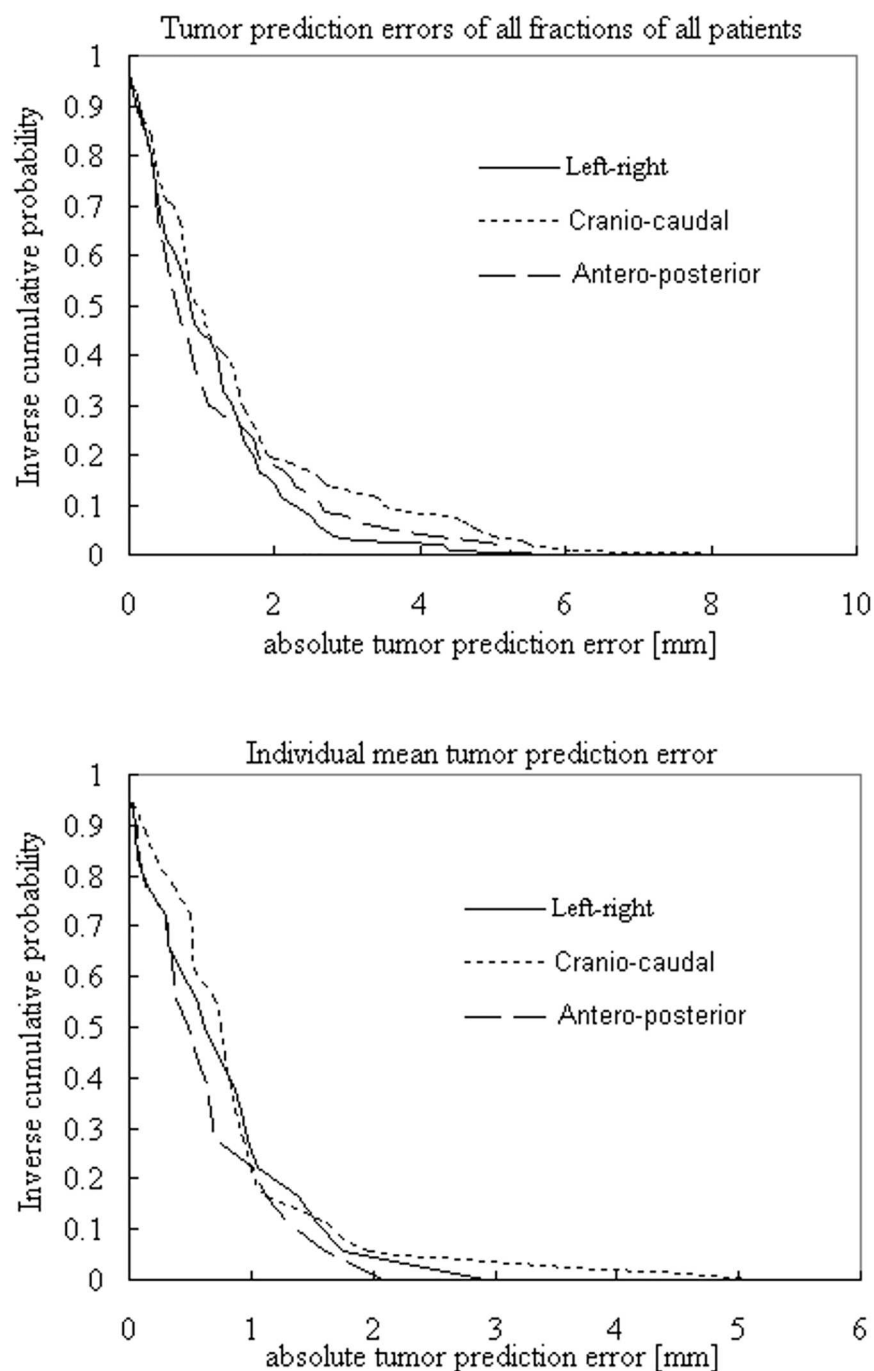 Tumor prediction errors of all fractions of all patients
1
0.9
0.8
0.7
0.6
0.5
0.4
0.3
0.2
0.1
0
Inverse cumulative probability
Left-right
Cranio-caudal
Antero-posterior
0 2 4 6 8 10
absolute tumor prediction error [mm]
Individual mean tumor prediction error
1
0.9
0.8
0.7
0.6
0.5
0.4
0.3
0.2
0.1
0
Inverse cumulative probability
Left-right
Cranio-caudal
Antero-posterior
0 1 2 3 4 5 6
absolute tumor prediction error [mm]